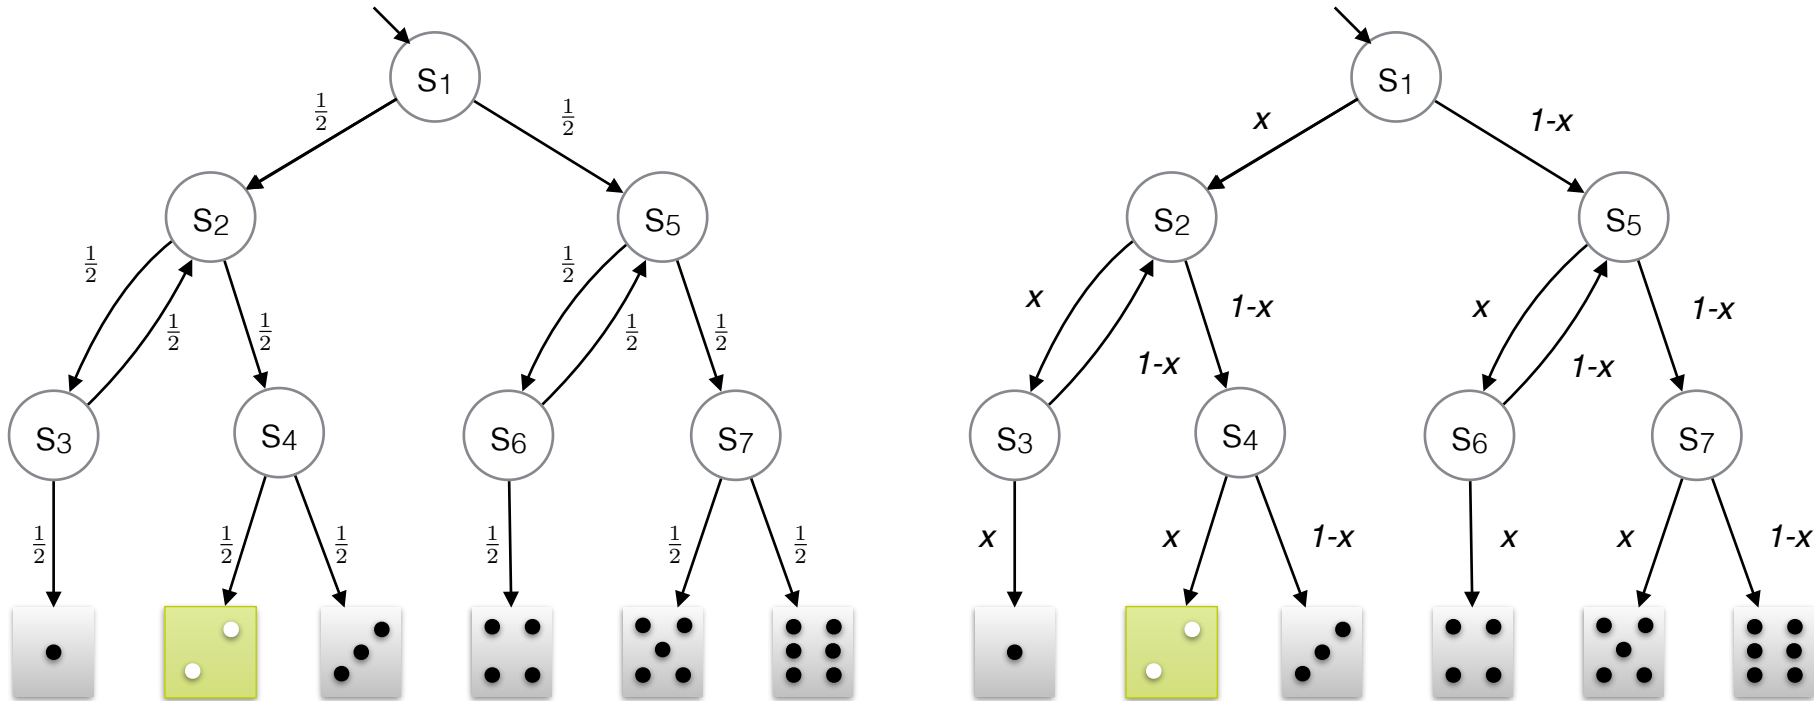 S1 S1
1/2 1/2 x 1-x
S2 S5 S2 S5
1/2 1/2 x x
1/2 1/2 1/2 1/2 1-x 1-x
1-x 1-x
S3 S4 S6 S7 S3 S4 S6 S7
1/2 1/2 1/2 1/2 1/2 1/2 x x 1-x x x 1-x